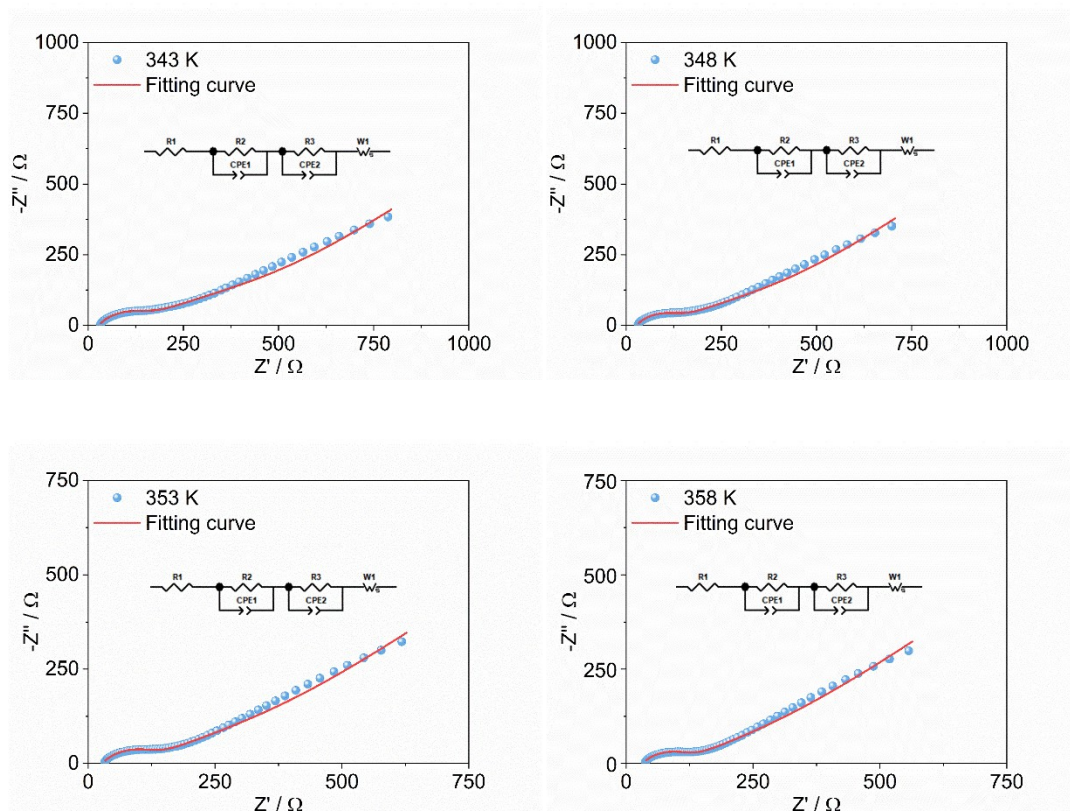 1000
343 K
Fitting curve
750
R1 R2 R3 W1
CPE1 CPE2
s
-Z'' / Ω
500
250
0
0 250 500 750 1000
Z' / Ω
1000
348 K
Fitting curve
750
R1 R2 R3 W1
CPE1 CPE2
s
-Z'' / Ω
500
250
0
0 250 500 750 1000
Z' / Ω
750
353 K
Fitting curve
R1 R2 R3 W1
500
CPE1 CPE2
s
-Z'' / Ω
250
0
0 250 500 750
Z' / Ω
750
358 K
Fitting curve
R1 R2 R3 W1
500
CPE1 CPE2
s
-Z'' / Ω
250
0
0 250 500 750
Z' / Ω